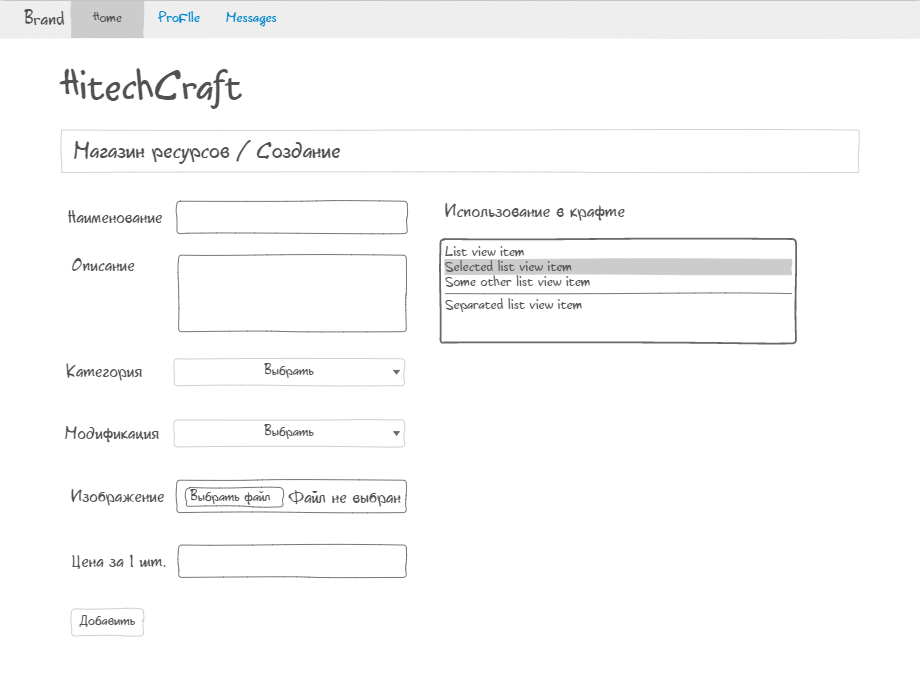 Brand Home ProFIle Messages
HitechCraft
Магазин ресурсов / Создание
Наименование
Использование в крафте
List view item
Selected list view item
Some other list view item
Separated list view item
Описание
Категория Выбрать
Модификация Выбрать
Изображение Выбрать файл Файл не выбран
Цена за 1 шт.
Добавить